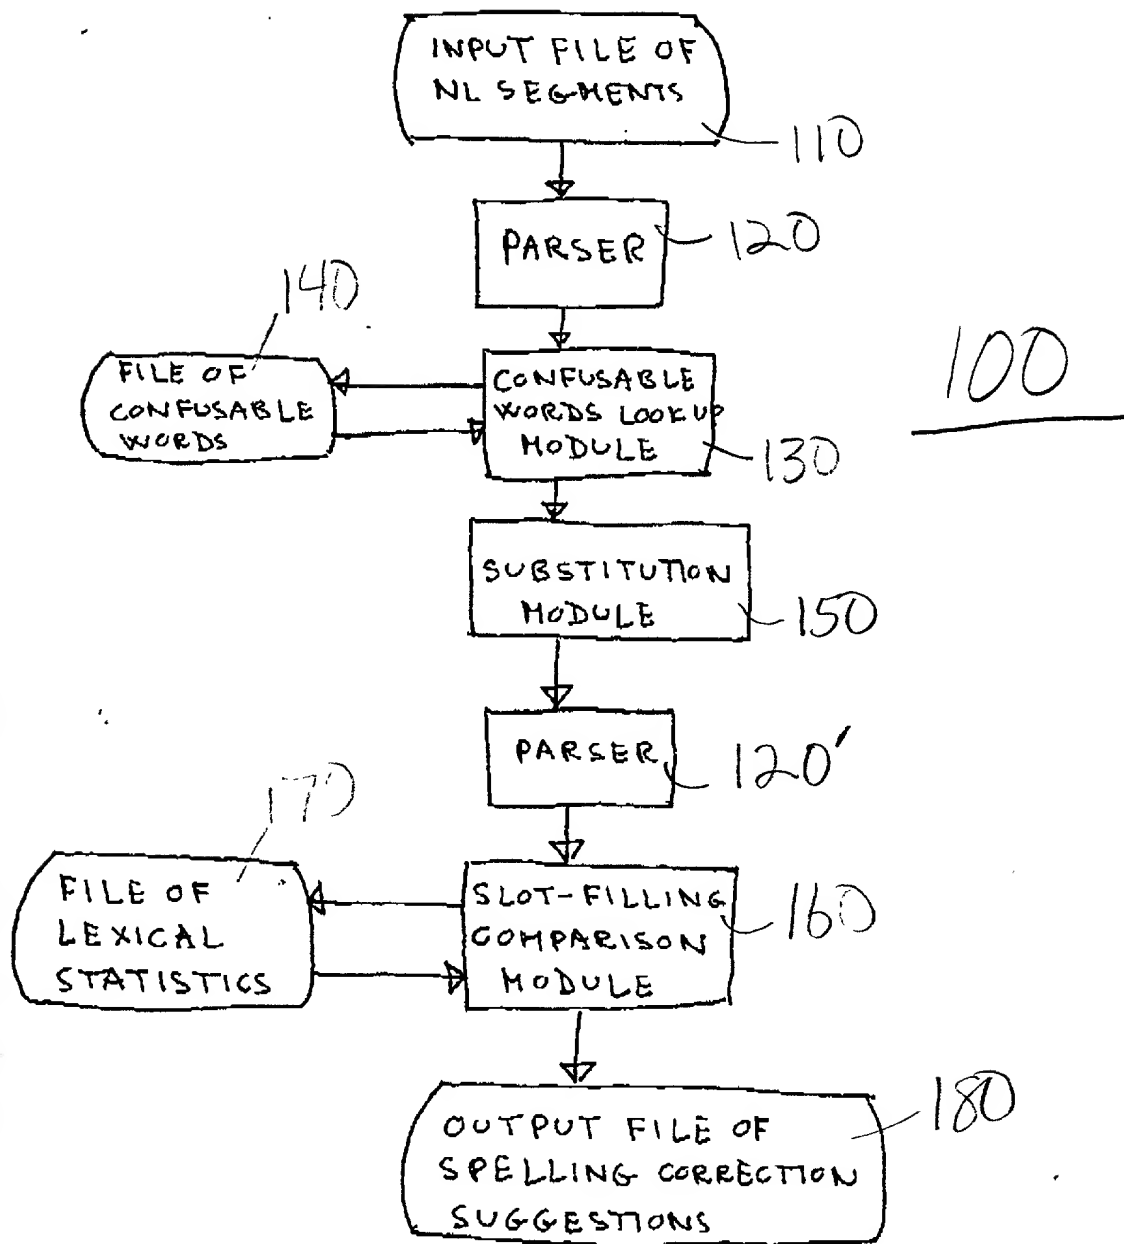 INPUT FILE OF
NL SEGMENTS
110
PARSER
120
140
FILE OF
CONFUSABLE
WORDS
CONFUSABLE
WORDS LOOKUP
MODULE
130
100
SUBSTITUTION
MODULE
150
PARSER
120'
170
FILE OF
LEXICAL
STATISTICS
SLOT-FILLING
COMPARISON
MODULE
160
OUTPUT FILE OF
SPELLING CORRECTION
SUGGESTIONS
180